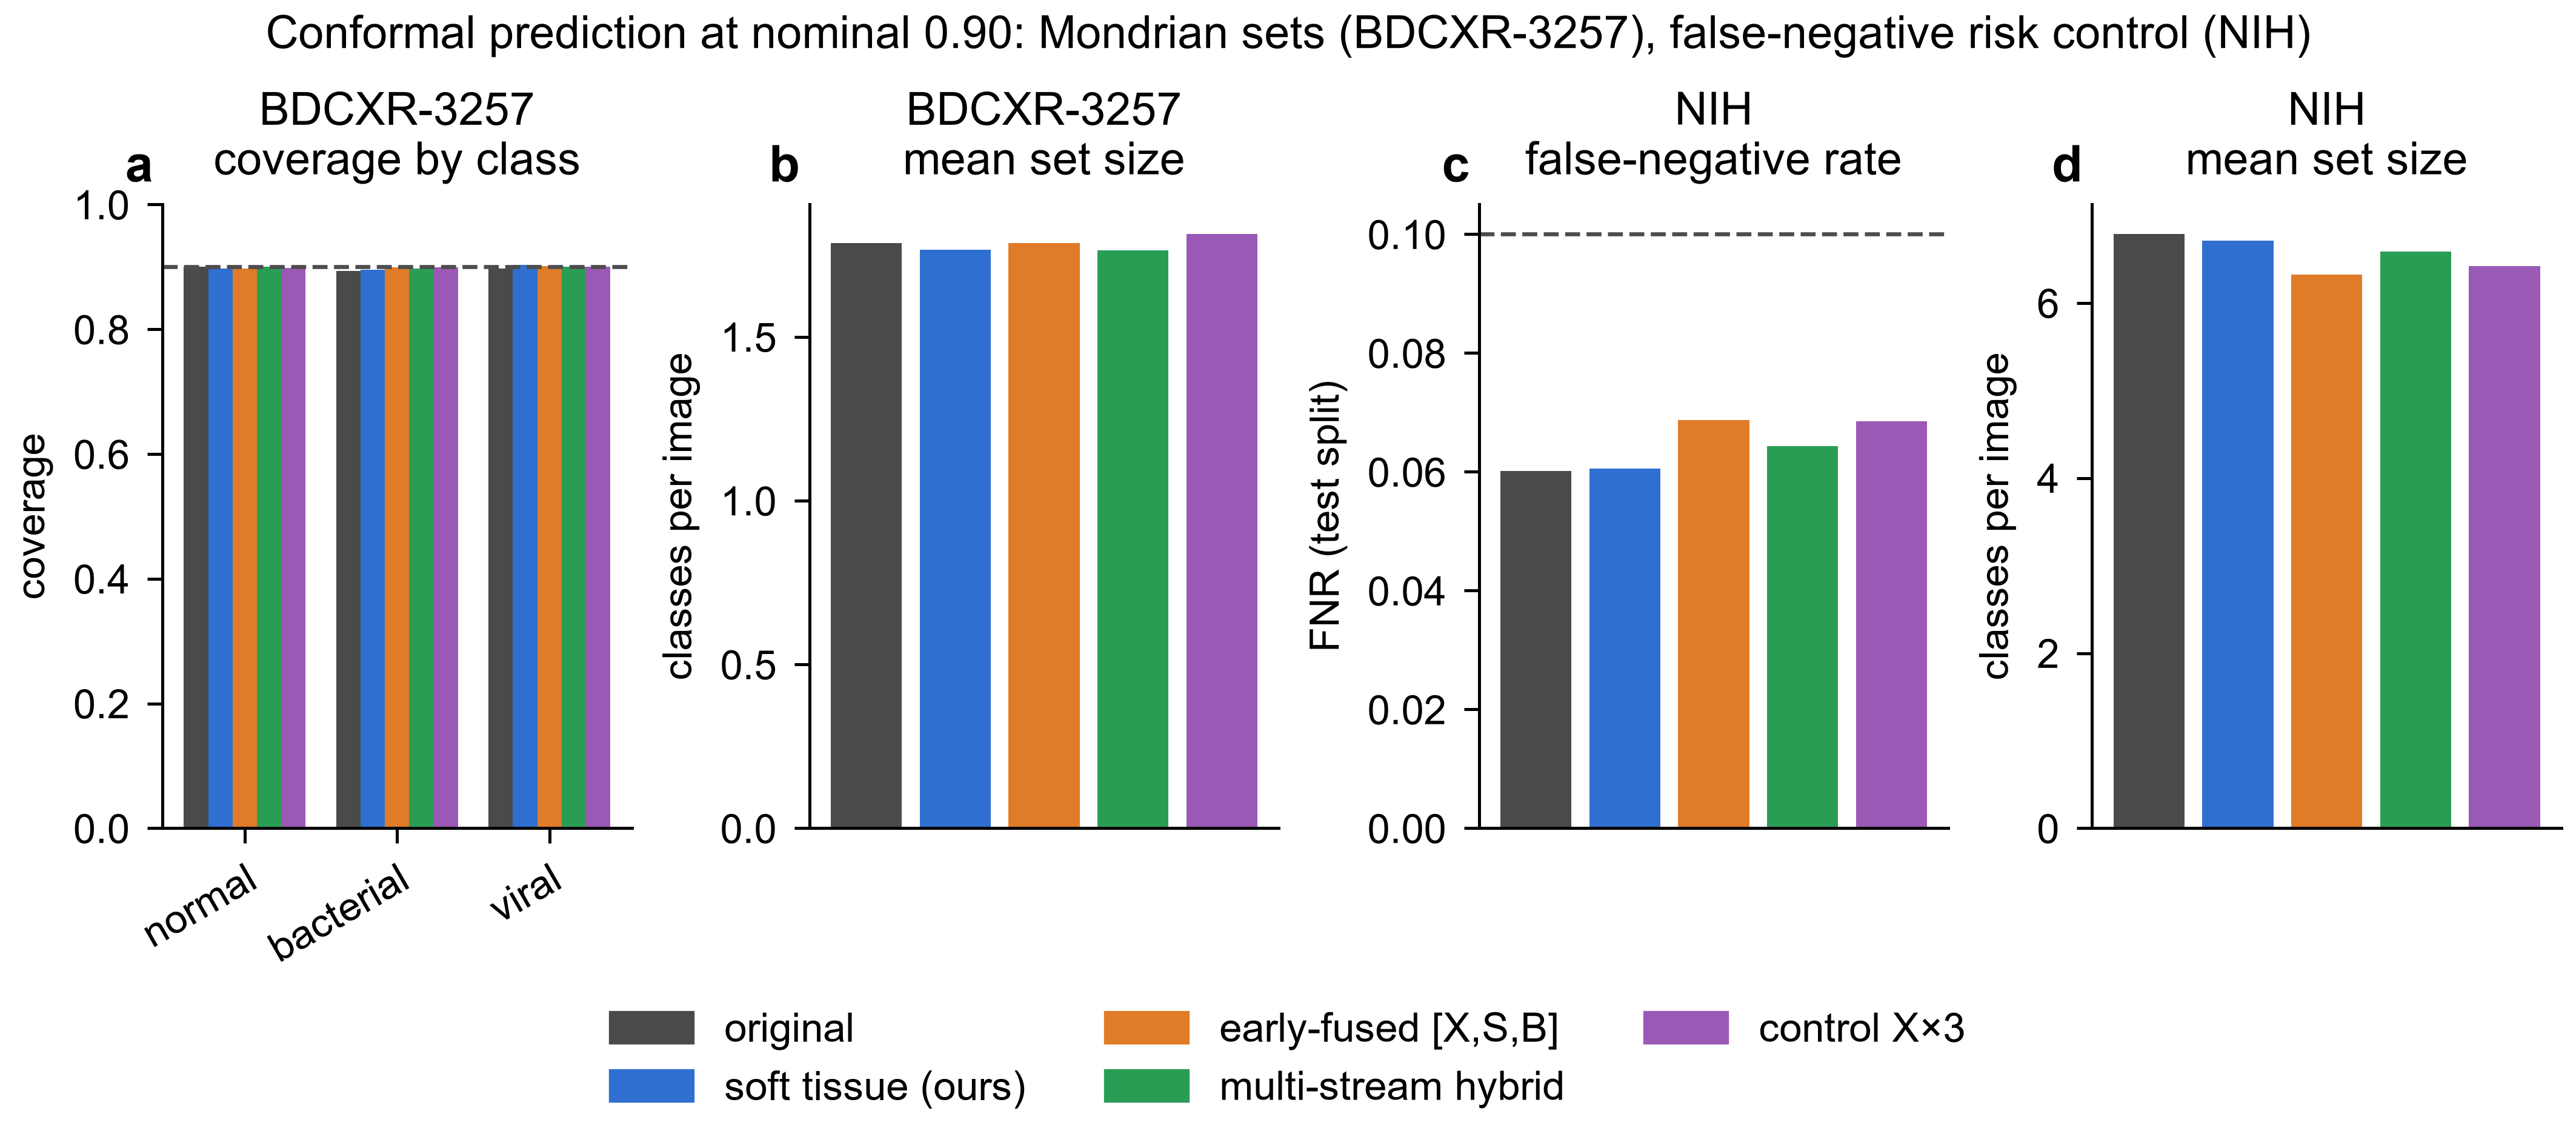 Conformal prediction at nominal 0.90: Mondrian sets (BDCXR-3257), false-negative risk control (NIH)
a
BDCXR-3257
coverage by class
1.0
0.8
0.6
0.4
0.2
0.0
coverage
normal
bacterial
viral
b
BDCXR-3257
mean set size
1.5
1.0
0.5
0.0
classes per image
c
NIH
false-negative rate
0.10
0.08
0.06
0.04
0.02
0.00
FNR (test split)
d
NIH
mean set size
6
4
2
0
classes per image
original
soft tissue (ours)
early-fused [X,S,B]
multi-stream hybrid
control X×3